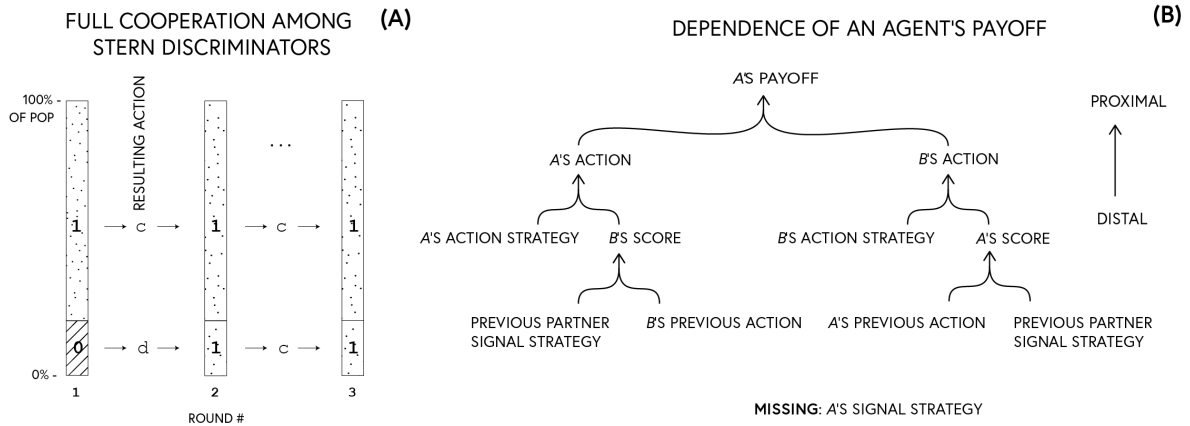 FULL COOPERATION AMONG
STERN DISCRIMINATORS
(A)
100% -
OF POP
RESULTING ACTION
...
1 → c → 1 → c → 1
0 → d → 1 → c → 1
0% -
1 2 3
ROUND #
(B)
DEPENDENCE OF AN AGENT'S PAYOFF
A'S PAYOFF
PROXIMAL
A'S ACTION B'S ACTION
DISTAL
A'S ACTION STRATEGY B'S SCORE B'S ACTION STRATEGY A'S SCORE
PREVIOUS PARTNER
SIGNAL STRATEGY
B'S PREVIOUS ACTION
A'S PREVIOUS ACTION
PREVIOUS PARTNER
SIGNAL STRATEGY
MISSING: A'S SIGNAL STRATEGY